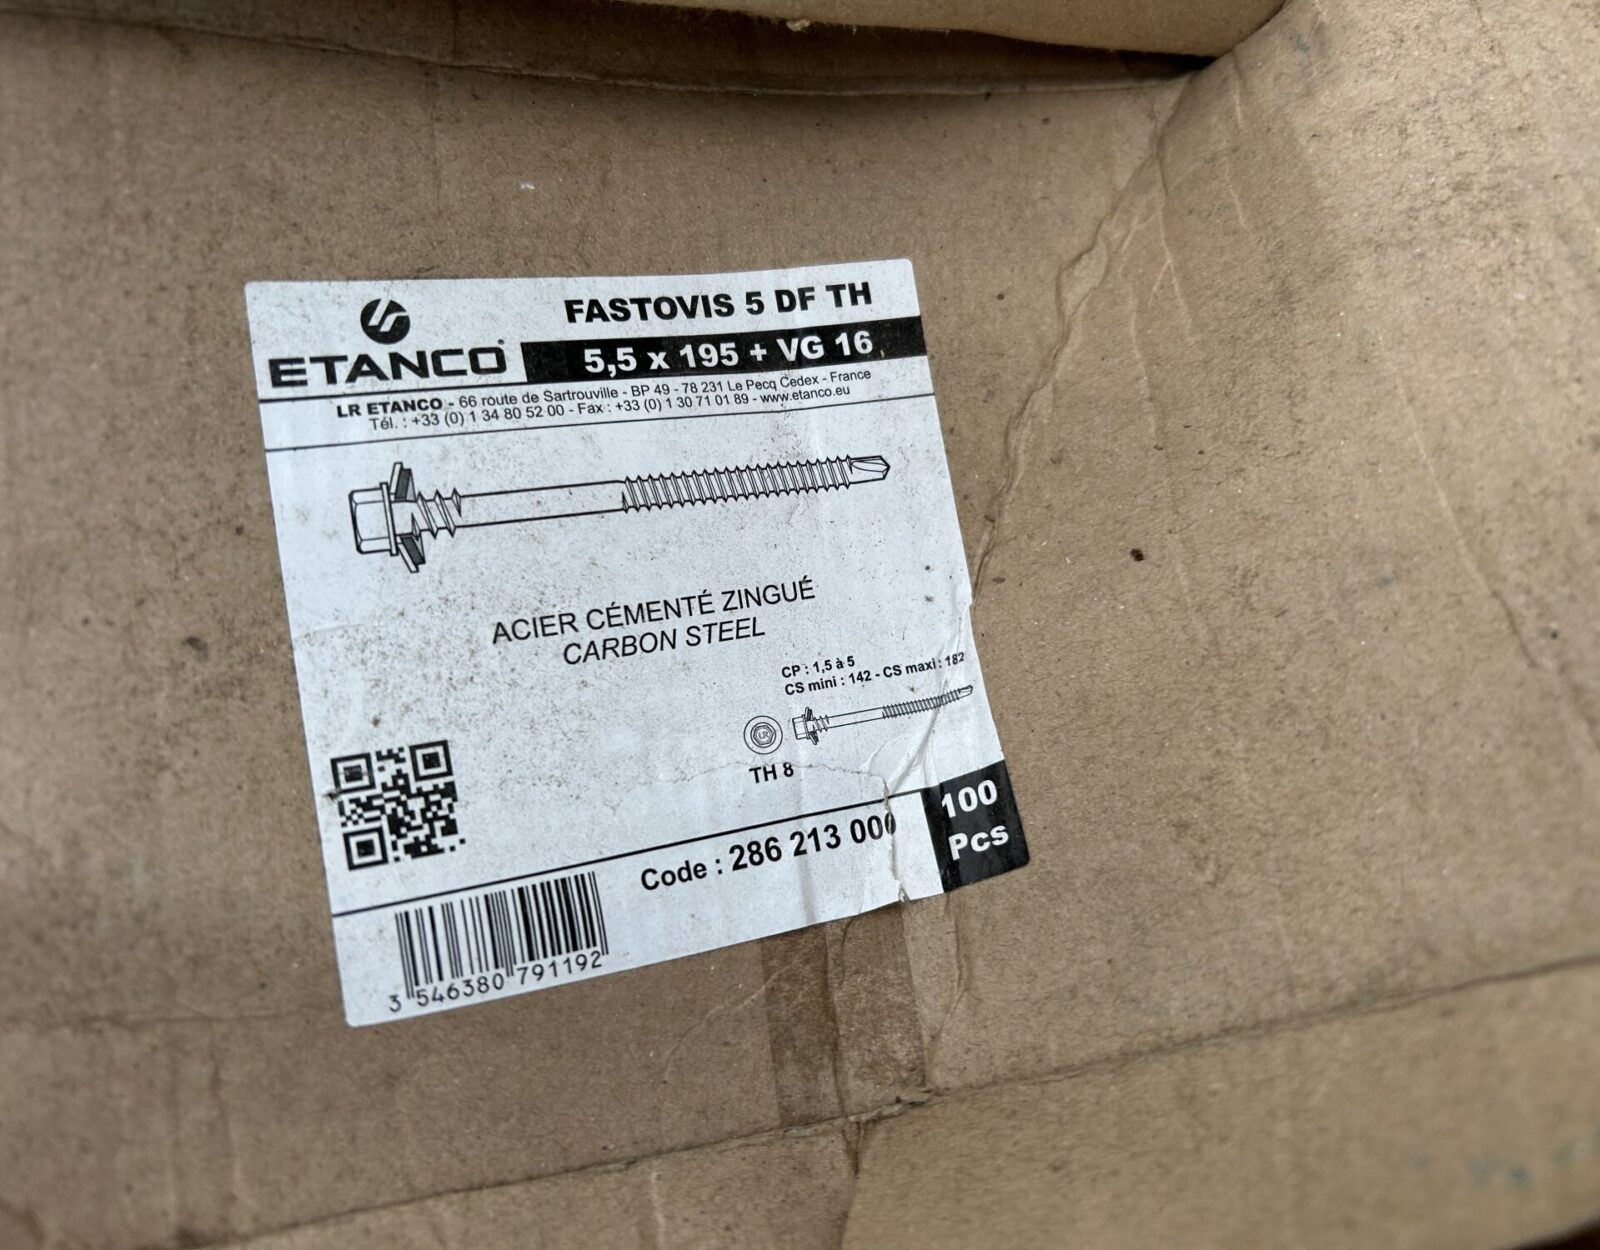 ETANCO
FASTOVIS 5 DF TH
5,5 x 195 + VG 16
LR ETANCO - 66 route de Sartrouville - BP 49 - 78 231 Le Pecq Cedex - France
Tél. : +33 (0) 1 34 80 52 00 - Fax : +33 (0) 1 30 71 01 89 - www.etanco.eu
ACIER CÉMENTÉ ZINGUÉ
CARBON STEEL
CP : 1,5 à 5
CS mini : 142 - CS maxi : 182
LR
TH 8
100
Pcs
Code : 286 213 000
3 546380 791192